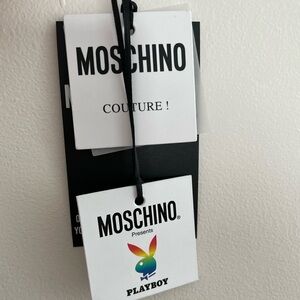 MOSCHINO
COUTURE !
MOSCHINO®
Presents
PLAYBOY